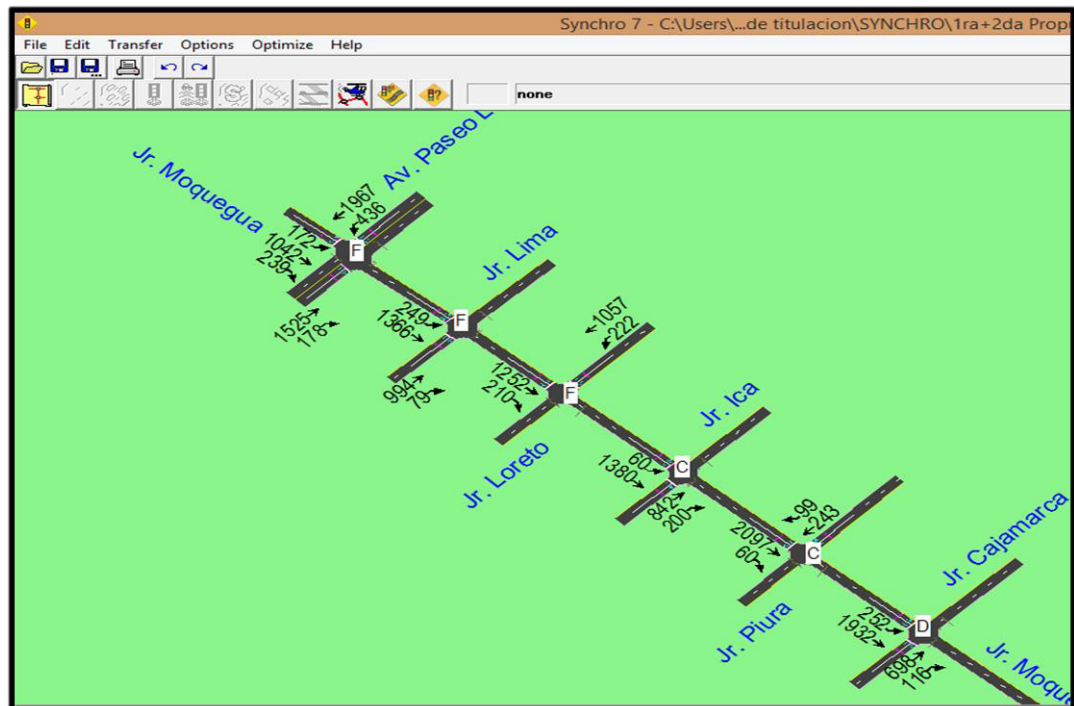 Synchro 7 - C:\Users\...de titulacion\SYNCHRO\1ra+2da Prop
File Edit Transfer Options Optimize Help
none
Jr. Moquegua
Av. Paseo L
1967
436
172
1042
239
F
1525
178
Jr. Lima
249
1366
F
994
79
1057
222
1252
210
F
Jr. Loreto
Jr. Ica
60
1380
C
842
200
99
243
2097
60
C
Jr. Piura
Jr. Cajamarca
252
1932
D
698
116
Jr. Moqu